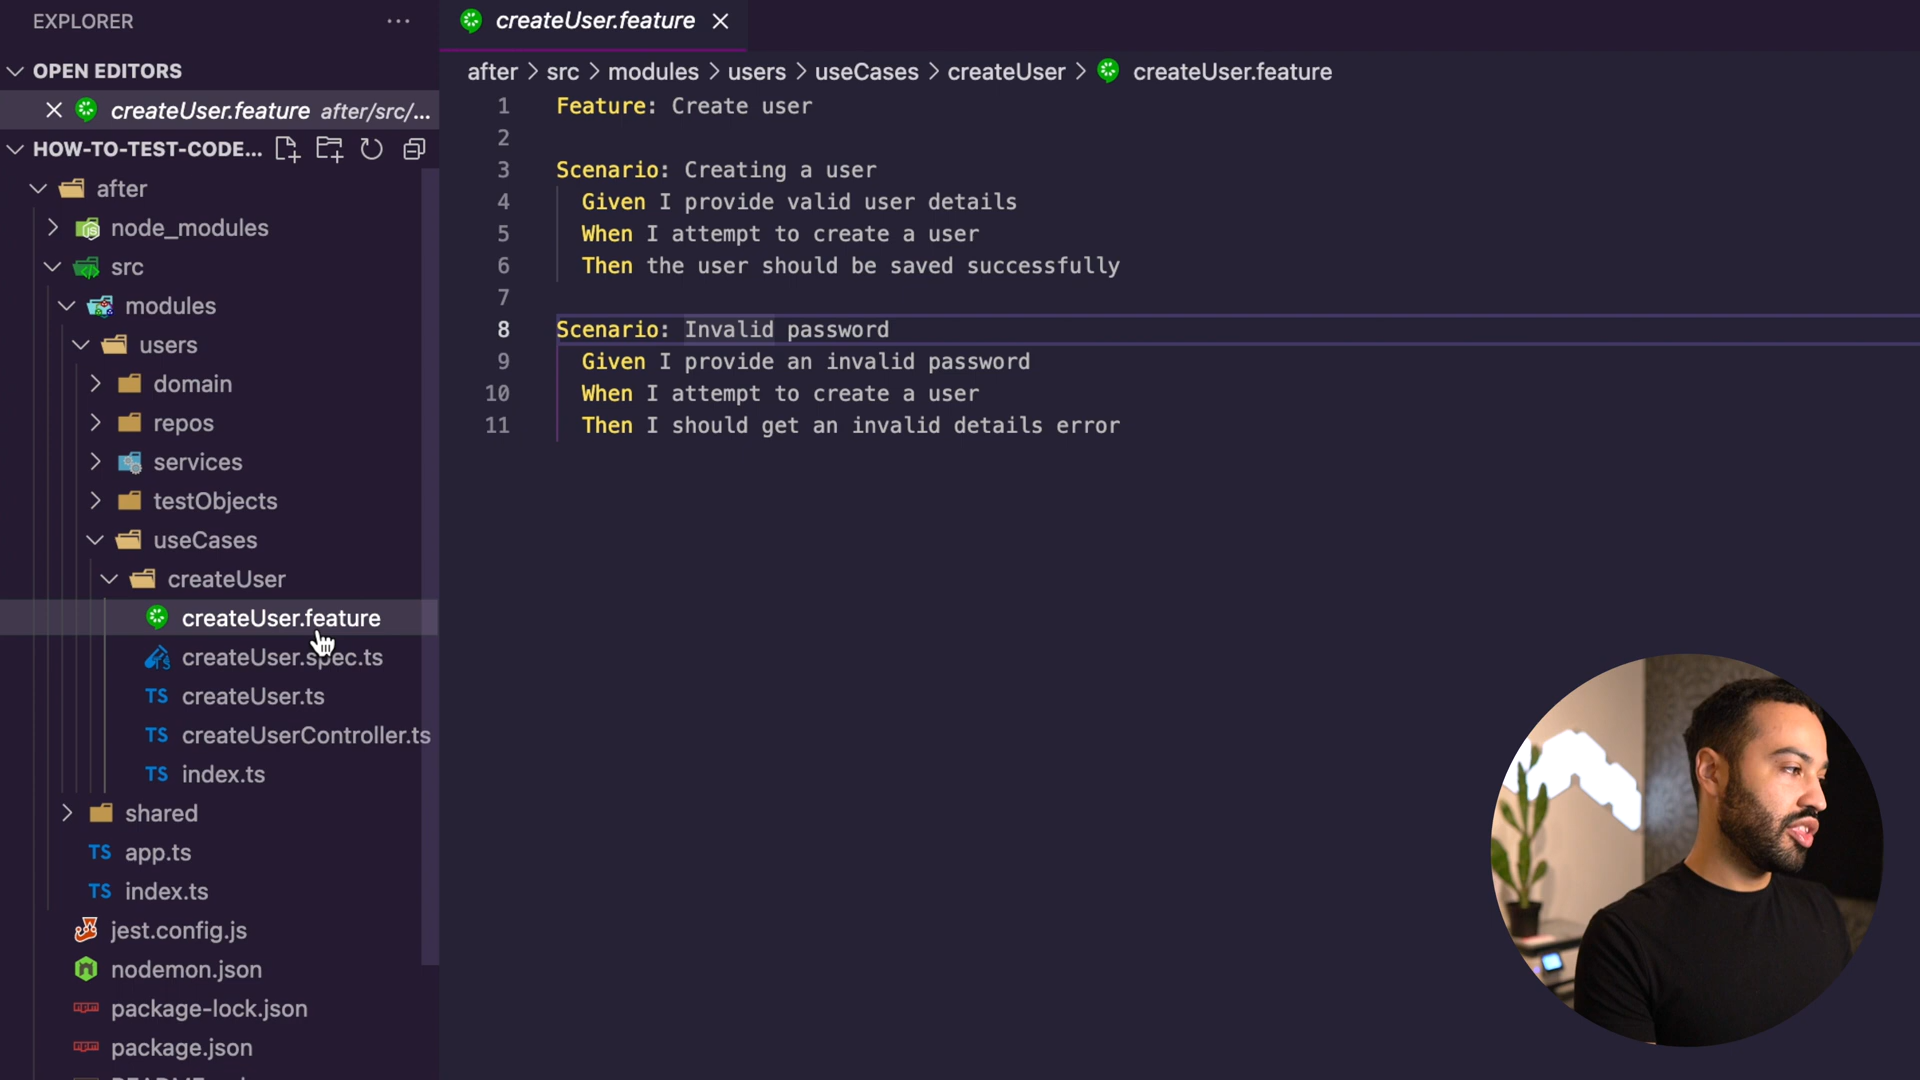 EXPLORER
OPEN EDITORS
createUser.feature after/src/...
HOW-TO-TEST-CODE...
after
node_modules
src
modules
users
domain
repos
services
testObjects
useCases
createUser
createUser.feature
createUser.spec.ts
TS createUser.ts
TS createUserController.ts
TS index.ts
shared
TS app.ts
TS index.ts
jest.config.js
nodemon.json
package-lock.json
package.json
createUser.feature
after > src > modules > users > useCases > createUser > createUser.feature
1 Feature: Create user
2
3 Scenario: Creating a user
4 Given I provide valid user details
5 When I attempt to create a user
6 Then the user should be saved successfully
7
8 Scenario: Invalid password
9 Given I provide an invalid password
10 When I attempt to create a user
11 Then I should get an invalid details error